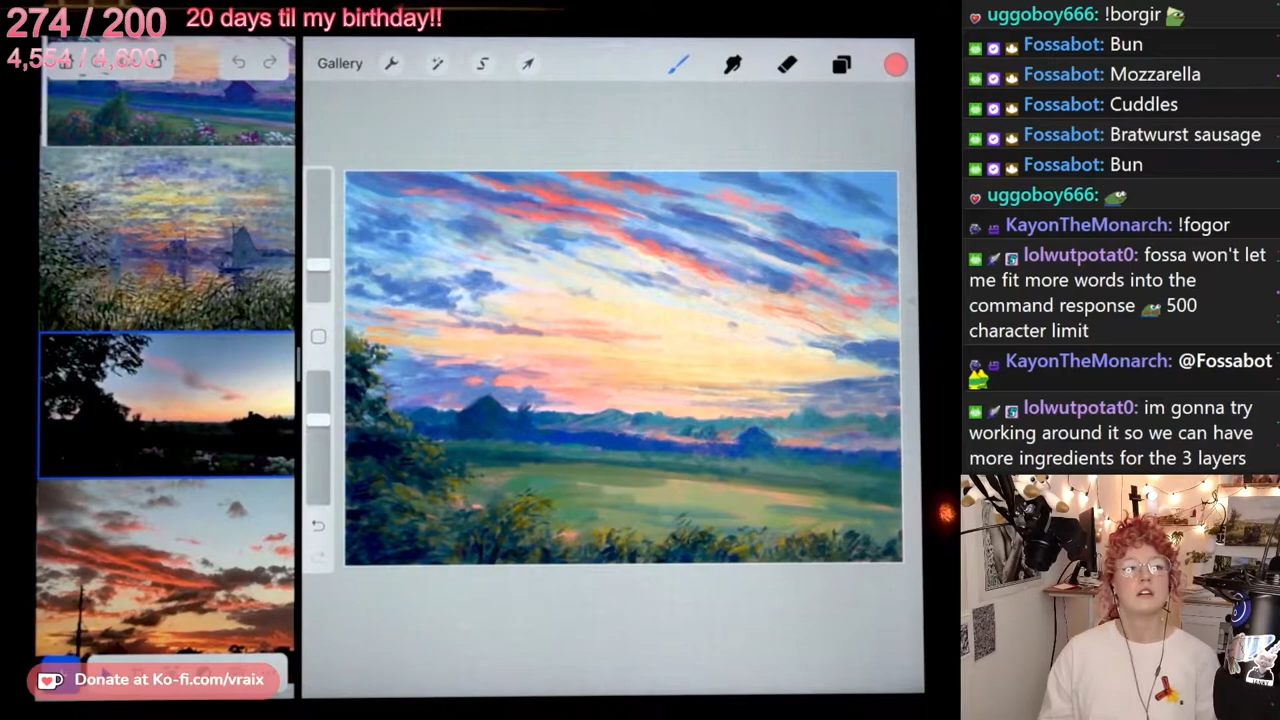 274 / 200
20 days til my birthday!!
4,554 / 4,800
Gallery
Donate at Ko-fi.com/vraix
uggoboy666: !borgir
Fossabot: Bun
Fossabot: Mozzarella
Fossabot: Cuddles
Fossabot: Bratwurst sausage
Fossabot: Bun
uggoboy666:
KayonTheMonarch: !fogor
lolwutpotat0: fossa won't let
me fit more words into the
command response 500
character limit
KayonTheMonarch: @Fossabot
lolwutpotat0: im gonna try
working around it so we can have
more ingredients for the 3 layers